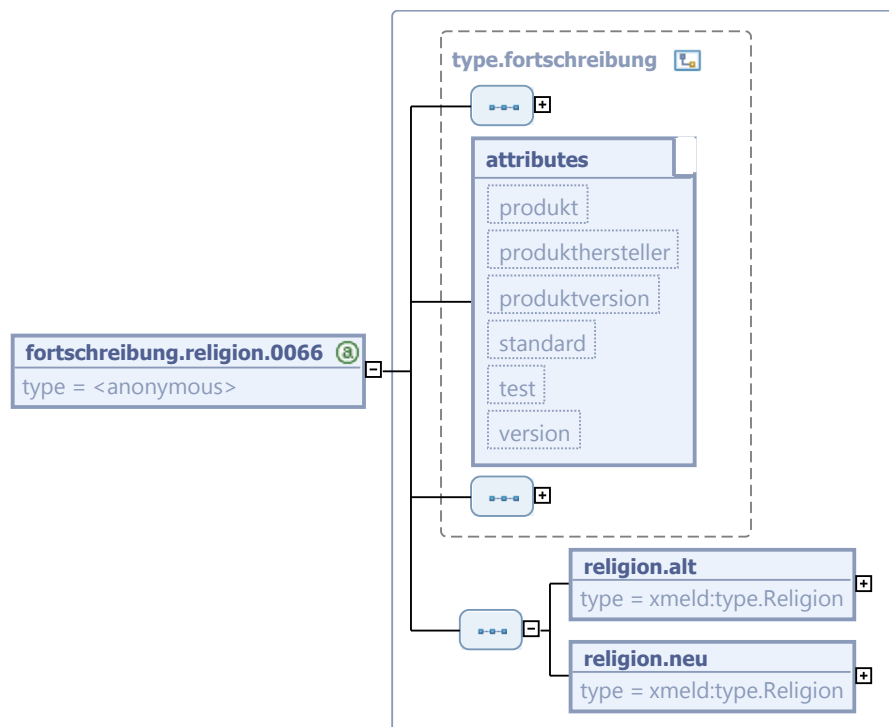 type.fortschreibung
attributes
produkt
produkthersteller
produktversion
standard
test
version
fortschreibung.religion.0066 @
type = <anonymous>
religion.alt
type = xmeld:type.Religion
religion.neu
type = xmeld:type.Religion